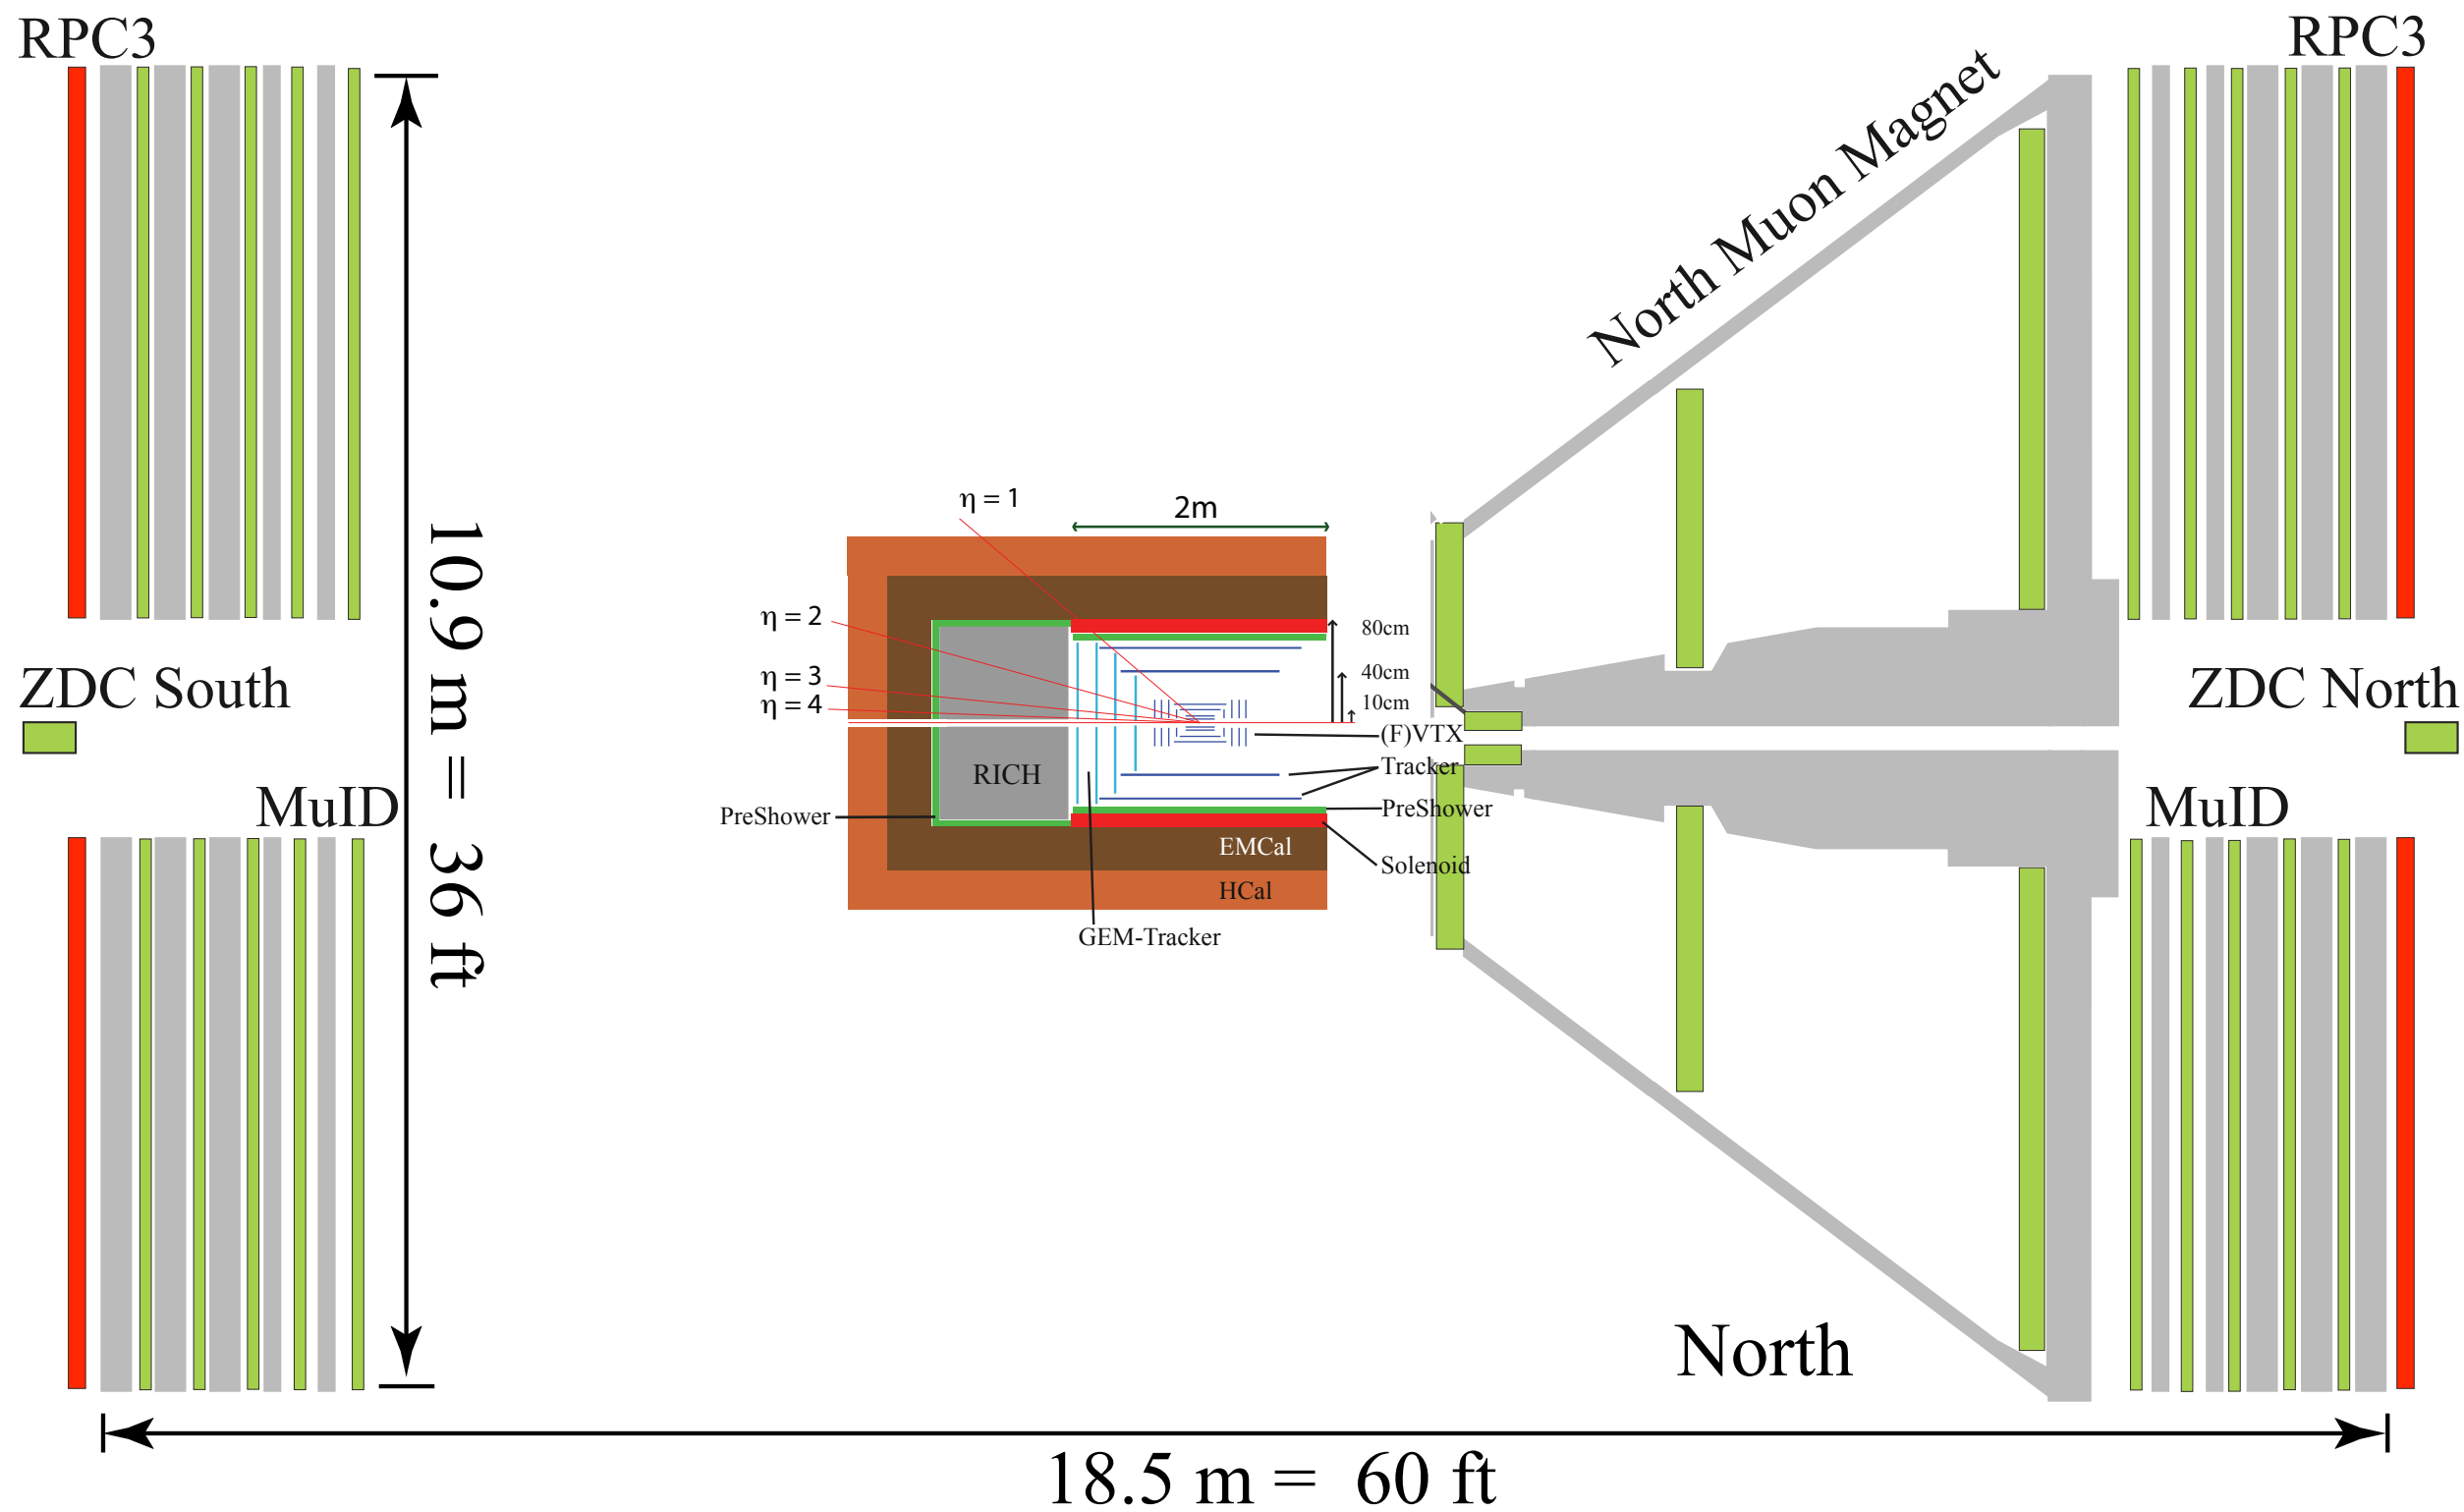 RPC3
RPC3
North Muon Magnet
η = 1
2m
η = 2
80cm
η = 3
40cm
η = 4
10cm
ZDC South
ZDC North
(F)VTX
Tracker
RICH
PreShower
PreShower
MuID
MuID
EMCal
Solenoid
HCal
GEM-Tracker
10.9 m = 36 ft
North
18.5 m = 60 ft